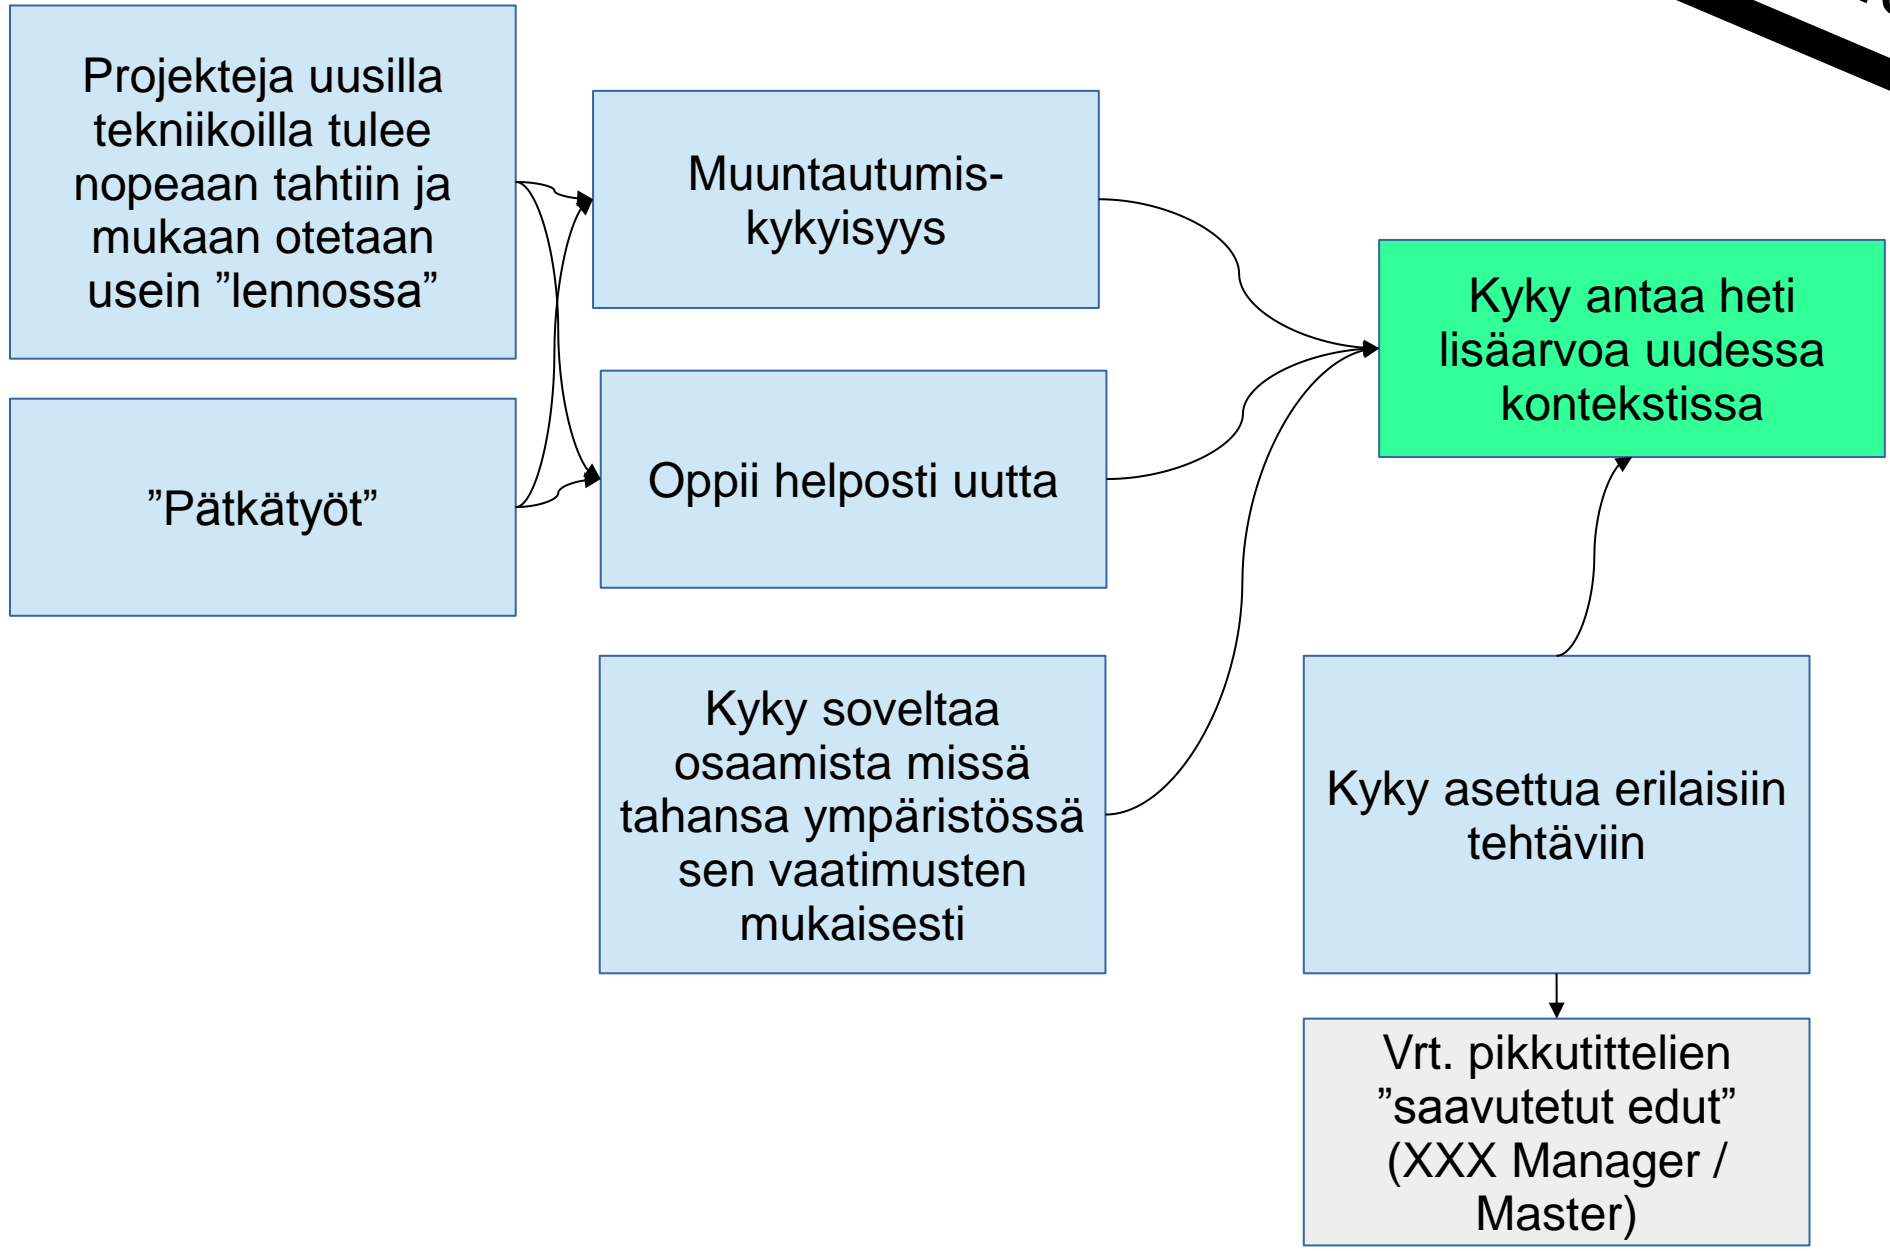 Projekteja uusilla
tekniikoilla tulee
nopeaan tahtiin ja
mukaan otetaan
usein ”lennossa”
Muuntautumis-
kykyisyys
Kyky antaa heti
lisäarvoa uudessa
kontekstissa
”Pätkätyöt”
Oppii helposti uutta
Kyky soveltaa
osaamista missä
tahansa ympäristössä
sen vaatimusten
mukaisesti
Kyky asettua erilaisiin
tehtäviin
Vrt. pikkutittelien
”saavutetut edut”
(XXX Manager /
Master)